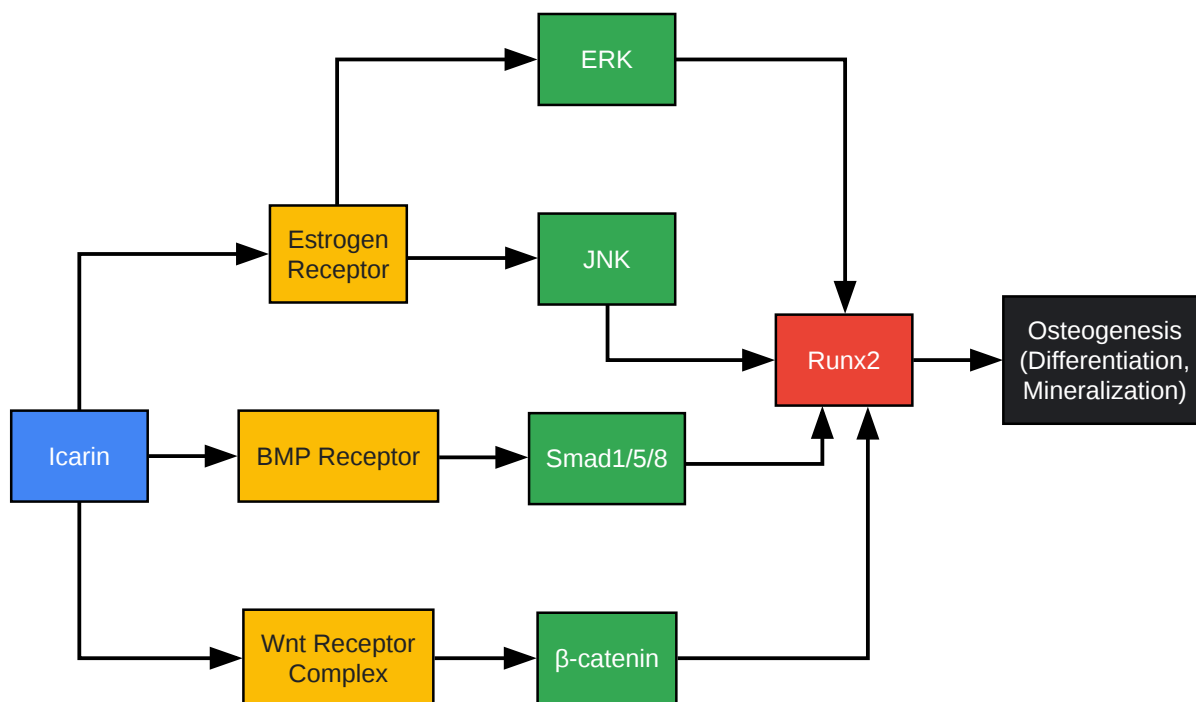 ERK
Estrogen
Receptor
JNK
Runx2
Osteogenesis
(Differentiation,
Mineralization)
Icarin
BMP Receptor
Smad1/5/8
Wnt Receptor
Complex
β-catenin